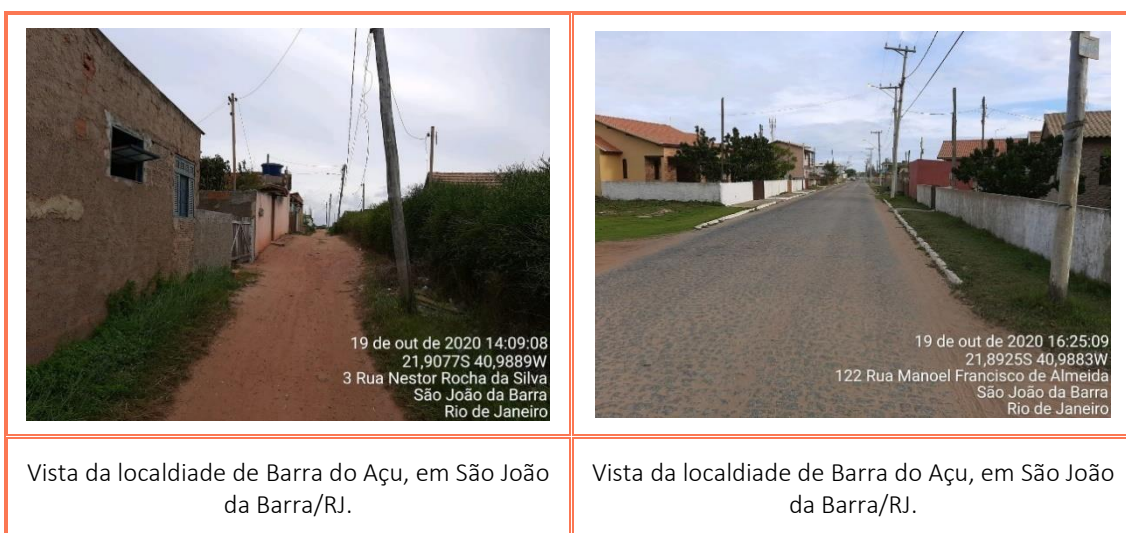 19 de out de 2020 14:09:08
21,9077S 40,9889W
3 Rua Nestor Rocha da Silva
São João da Barra
Rio de Janeiro
19 de out de 2020 16:25:09
21,8925S 40,9883W
122 Rua Manoel Francisco de Almeida
São João da Barra
Rio de Janeiro
Vista da localdiade de Barra do Açu, em São João
da Barra/RJ.
Vista da localdiade de Barra do Açu, em São João
da Barra/RJ.